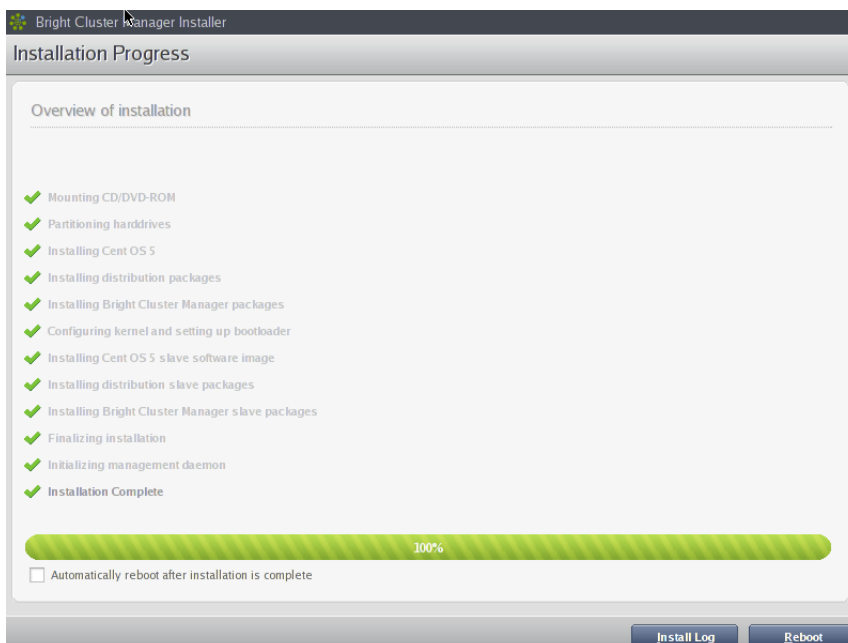 Bright Cluster Manager Installer
Installation Progress
Overview of installation
Mounting CD/DVD-ROM
Partitioning harddrives
Installing Cent OS 5
Installing distribution packages
Installing Bright Cluster Manager packages
Configuring kernel and setting up bootloader
Installing Cent OS 5 slave software image
Installing distribution slave packages
Installing Bright Cluster Manager slave packages
Finalizing installation
Initializing management daemon
Installation Complete
100%
Automatically reboot after installation is complete
Install Log
Reboot